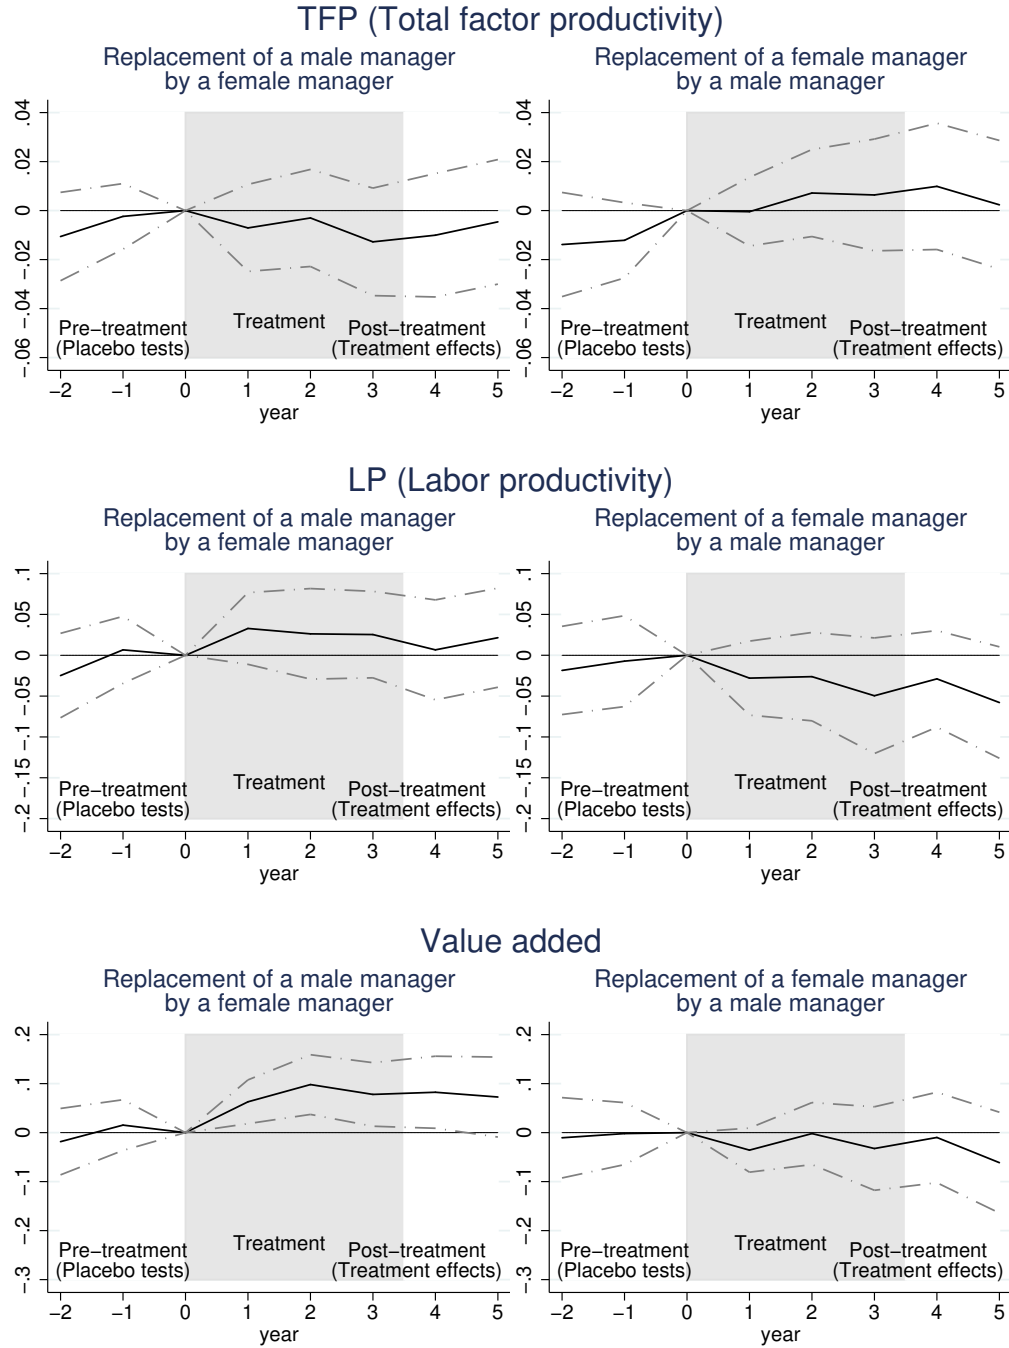 TFP (Total factor productivity)
Replacement of a male manager
by a female manager
.04
.02
0
−.02
−.04
−.06
Pre−treatment
(Placebo tests)
Treatment
Post−treatment
(Treatment effects)
−2 −1 0 1 2 3 4 5
year
Replacement of a female manager
by a male manager
.04
.02
0
−.02
−.04
−.06
Pre−treatment
(Placebo tests)
Treatment
Post−treatment
(Treatment effects)
−2 −1 0 1 2 3 4 5
year
LP (Labor productivity)
Replacement of a male manager
by a female manager
.1
.05
0
−.05
−.1
−.15
−.2
Pre−treatment
(Placebo tests)
Treatment
Post−treatment
(Treatment effects)
−2 −1 0 1 2 3 4 5
year
Replacement of a female manager
by a male manager
.1
.05
0
−.05
−.1
−.15
−.2
Pre−treatment
(Placebo tests)
Treatment
Post−treatment
(Treatment effects)
−2 −1 0 1 2 3 4 5
year
Value added
Replacement of a male manager
by a female manager
.2
.1
0
−.1
−.2
−.3
Pre−treatment
(Placebo tests)
Treatment
Post−treatment
(Treatment effects)
−2 −1 0 1 2 3 4 5
year
Replacement of a female manager
by a male manager
.2
.1
0
−.1
−.2
−.3
Pre−treatment
(Placebo tests)
Treatment
Post−treatment
(Treatment effects)
−2 −1 0 1 2 3 4 5
year